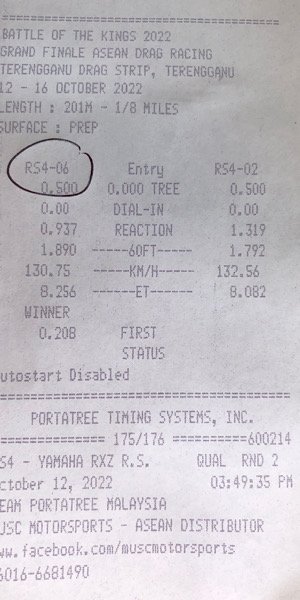 BATTLE OF THE KINGS 2022
GRAND FINALE ASEAN DRAG RACING
TERENGGANU DRAG STRIP, TERENGGANU
12 - 16 OCTOBER 2022
LENGTH : 201M - 1/8 MILES
SURFACE : PREP
RS4-06 Entry RS4-02
0.500 0.000 TREE 0.500
0.00 DIAL-IN 0.00
0.937 REACTION 1.319
1.890 -----60FT----- 1.792
130.75 -----KM/H----- 132.56
8.256 ------ET------ 8.082
WINNER
0.208 FIRST
STATUS
utostart Disabled
PORTATREE TIMING SYSTEMS, INC.
============= 175/176 ==========600214
S4 - YAMAHA RXZ R.S. QUAL RND 2
ctober 12, 2022 03:49:35 PM
EAM PORTATREE MALAYSIA
USC MOTORSPORTS - ASEAN DISTRIBUTOR
ww.facebook.com/muscmotorsports
6016-6681490